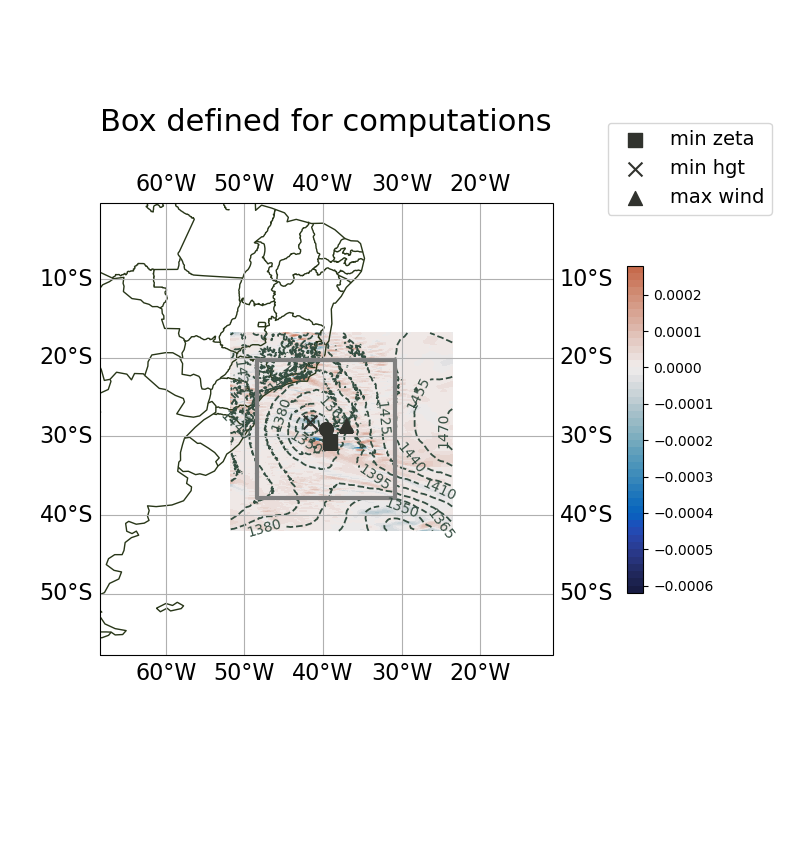 Box defined for computations
min zeta
min hgt
max wind
60°W 50°W 40°W 30°W 20°W
10°S 10°S
20°S 20°S
30°S 30°S
40°S 40°S
50°S 50°S
60°W 50°W 40°W 30°W 20°W
0.0002
0.0001
0.0000
−0.0001
−0.0002
−0.0003
−0.0004
−0.0005
−0.0006
1380
1425
1455
1470
1440
1395
1410
1350
1365
1380